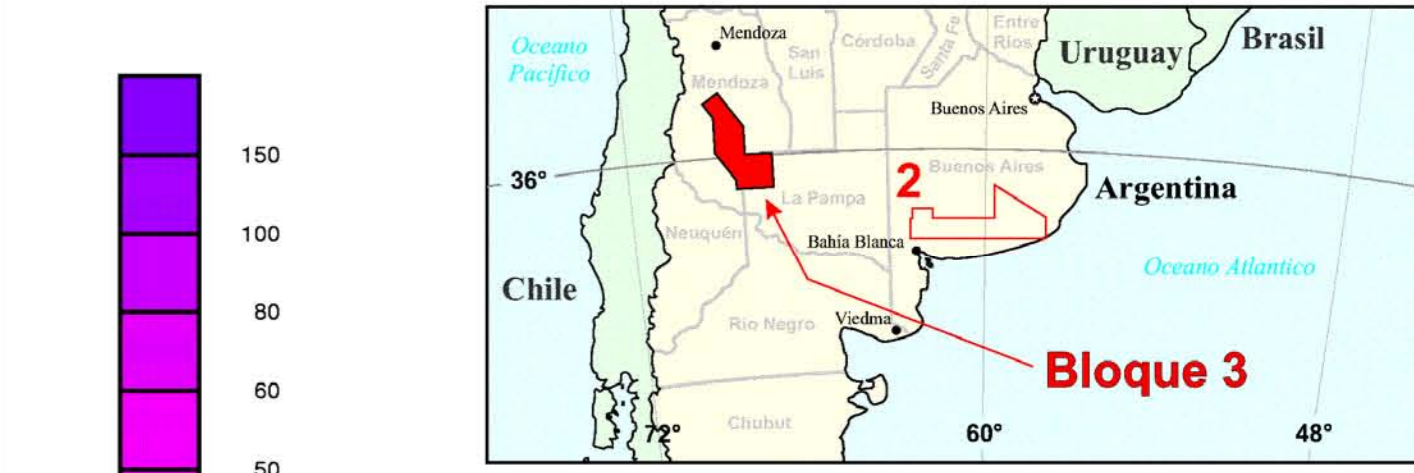 150
100
80
60
50
Oceano
Pacífico
Mendoza
Mendoza
San
Luis
Córdoba
Santa Fe
Entre
Rios
Uruguay
Brasil
Buenos Aires
Buenos Aires
36°
La Pampa
2
Argentina
Neuquén
Bahía Blanca
Oceano Atlantico
Chile
Rio Negro
Viedma
Bloque 3
Chubut
72°
60°
48°